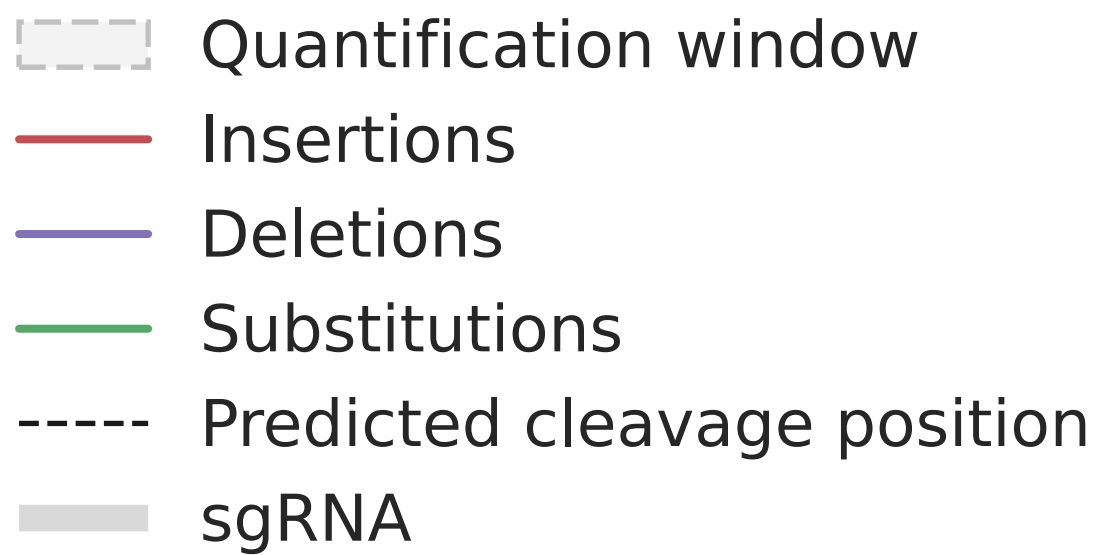 Quantification window
Insertions
Deletions
Substitutions
Predicted cleavage position
sgRNA